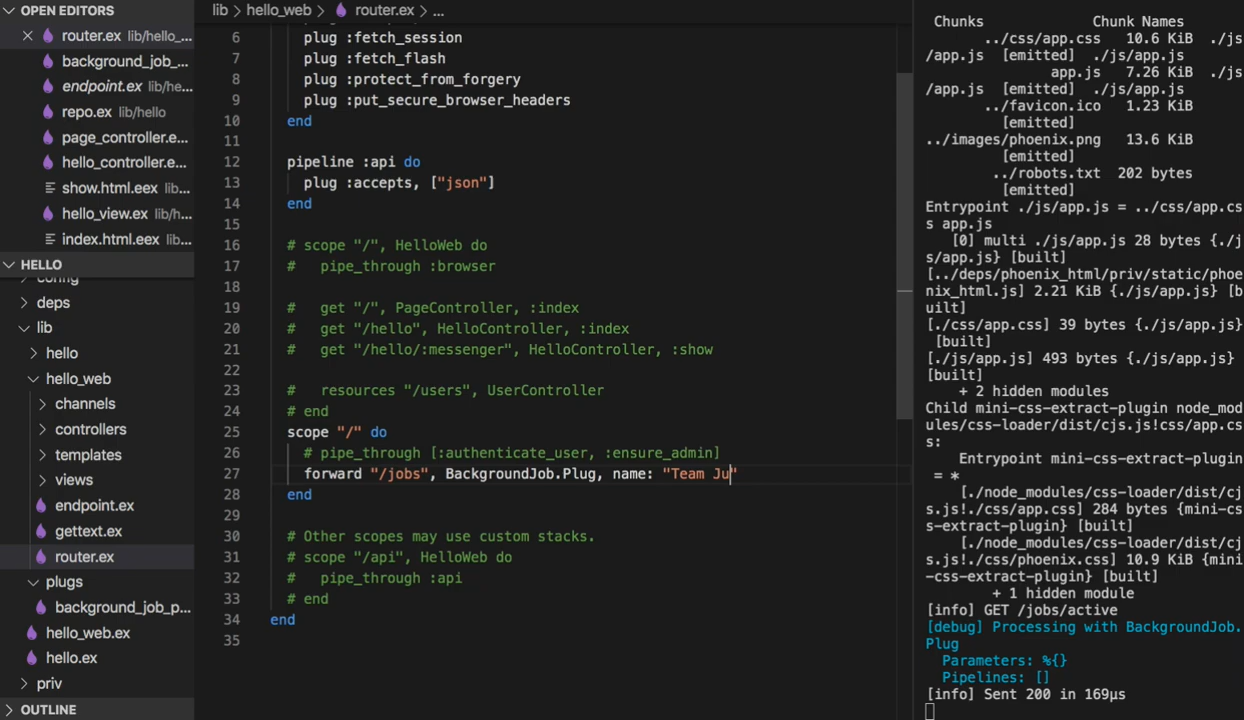 OPEN EDITORS
router.ex lib/hello_...
background_job_...
endpoint.ex lib/he...
repo.ex lib/hello
page_controller.e...
hello_controller.e...
show.html.eex lib...
hello_view.ex lib/h...
index.html.eex lib...
HELLO
config
deps
lib
hello
hello_web
channels
controllers
templates
views
endpoint.ex
gettext.ex
router.ex
plugs
background_job_p...
hello_web.ex
hello.ex
priv
OUTLINE
lib > hello_web > router.ex > ...
6 plug :fetch_session
7 plug :fetch_flash
8 plug :protect_from_forgery
9 plug :put_secure_browser_headers
10 end
11
12 pipeline :api do
13 plug :accepts, ["json"]
14 end
15
16 # scope "/", HelloWeb do
17 # pipe_through :browser
18
19 # get "/", PageController, :index
20 # get "/hello", HelloController, :index
21 # get "/hello/:messenger", HelloController, :show
22
23 # resources "/users", UserController
24 # end
25 scope "/" do
26 # pipe_through [:authenticate_user, :ensure_admin]
27 forward "/jobs", BackgroundJob.Plug, name: "Team Ju"
28 end
29
30 # Other scopes may use custom stacks.
31 # scope "/api", HelloWeb do
32 # pipe_through :api
33 # end
34 end
35
Chunks Chunk Names
../css/app.css 10.6 KiB ./js
/app.js [emitted] ./js/app.js
app.js 7.26 KiB ./js
/app.js [emitted] ./js/app.js
../favicon.ico 1.23 KiB
[emitted]
../images/phoenix.png 13.6 KiB
[emitted]
../robots.txt 202 bytes
[emitted]
Entrypoint ./js/app.js = ../css/app.cs
s app.js
[0] multi ./js/app.js 28 bytes {./j
s/app.js} [built]
[../deps/phoenix_html/priv/static/phoe
nix_html.js] 2.21 KiB {./js/app.js} [b
uilt]
[./css/app.css] 39 bytes {./js/app.js}
[built]
[./js/app.js] 493 bytes {./js/app.js}
[built]
+ 2 hidden modules
Child mini-css-extract-plugin node_mod
ules/css-loader/dist/cjs.js!css/app.cs
s:
Entrypoint mini-css-extract-plugin
= *
[./node_modules/css-loader/dist/cj
s.js!./css/app.css] 284 bytes {mini-cs
s-extract-plugin} [built]
[./node_modules/css-loader/dist/cj
s.js!./css/phoenix.css] 10.9 KiB {mini
-css-extract-plugin} [built]
+ 1 hidden module
[info] GET /jobs/active
[debug] Processing with BackgroundJob.
Plug
Parameters: %{}
Pipelines: []
[info] Sent 200 in 169µs